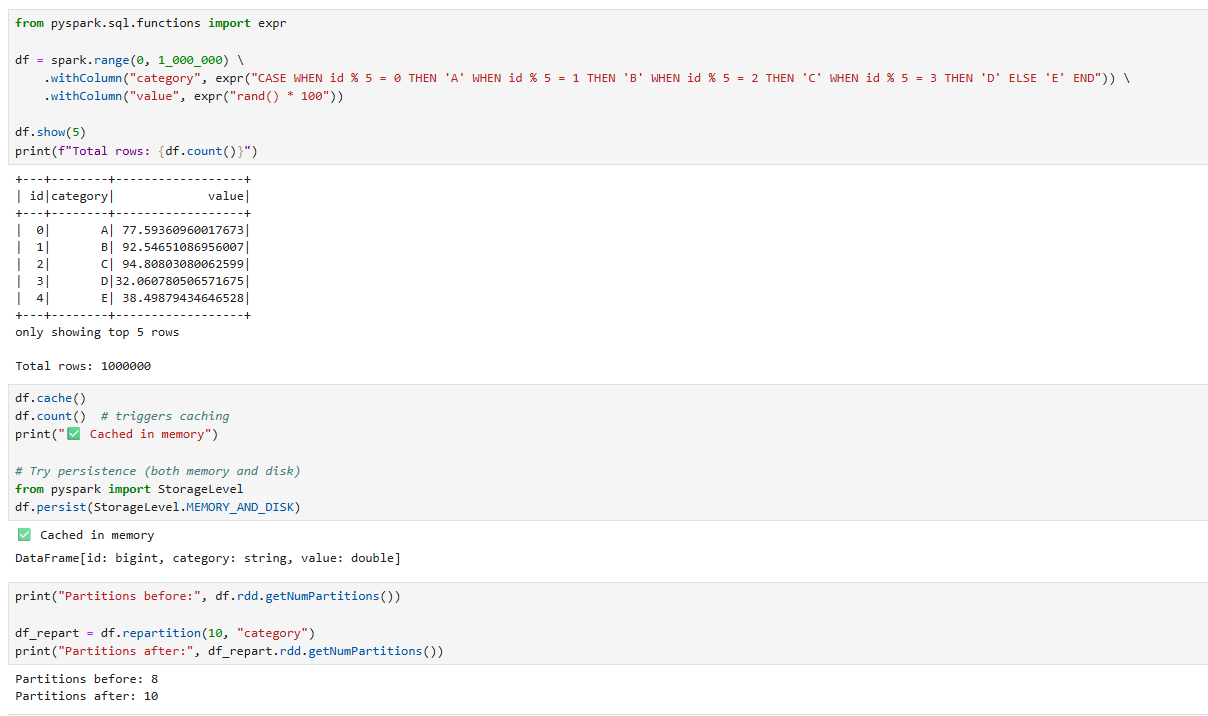 from pyspark.sql.functions import expr
df = spark.range(0, 1_000_000) \
    .withColumn("category", expr("CASE WHEN id % 5 = 0 THEN 'A' WHEN id % 5 = 1 THEN 'B' WHEN id % 5 = 2 THEN 'C' WHEN id % 5 = 3 THEN 'D' ELSE 'E' END")) \
    .withColumn("value", expr("rand() * 100"))
df.show(5)
print(f"Total rows: {df.count()}")
+---+--------+------------------+
| id|category|             value|
+---+--------+------------------+
|  0|       A| 77.59360960017673|
|  1|       B| 92.54651086956007|
|  2|       C| 94.80803080062599|
|  3|       D|32.060780506571675|
|  4|       E| 38.49879434646528|
+---+--------+------------------+
only showing top 5 rows
Total rows: 1000000
df.cache()
df.count()  # triggers caching
print("✅ Cached in memory")
# Try persistence (both memory and disk)
from pyspark import StorageLevel
df.persist(StorageLevel.MEMORY_AND_DISK)
✅ Cached in memory
DataFrame[id: bigint, category: string, value: double]
print("Partitions before:", df.rdd.getNumPartitions())
df_repart = df.repartition(10, "category")
print("Partitions after:", df_repart.rdd.getNumPartitions())
Partitions before: 8
Partitions after: 10